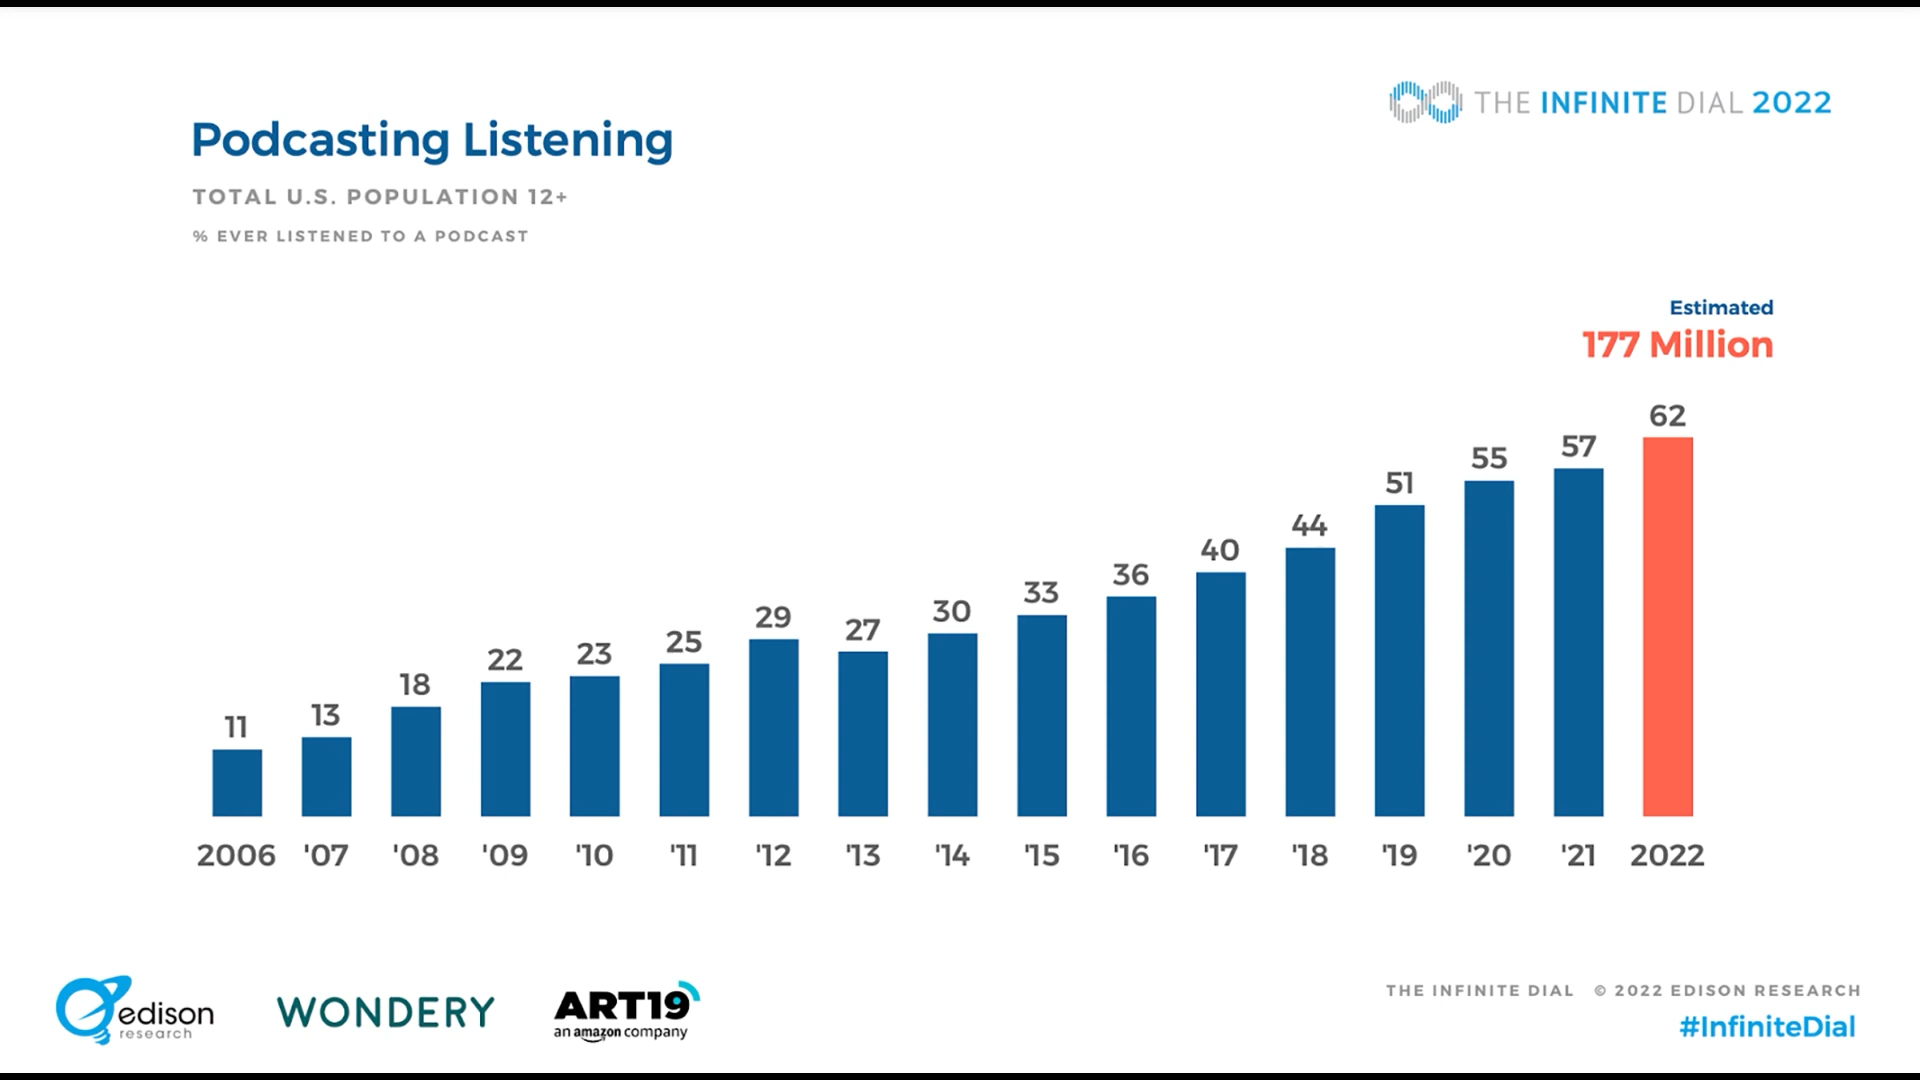 THE INFINITE DIAL 2022
Podcasting Listening
TOTAL U.S. POPULATION 12+
% EVER LISTENED TO A PODCAST
Estimated
177 Million
11 13 18 22 23 25 29 27 30 33 36 40 44 51 55 57 62
2006 '07 '08 '09 '10 '11 '12 '13 '14 '15 '16 '17 '18 '19 '20 '21 2022
edison
research
WONDERY
ART19
an amazon company
THE INFINITE DIAL © 2022 EDISON RESEARCH
#InfiniteDial